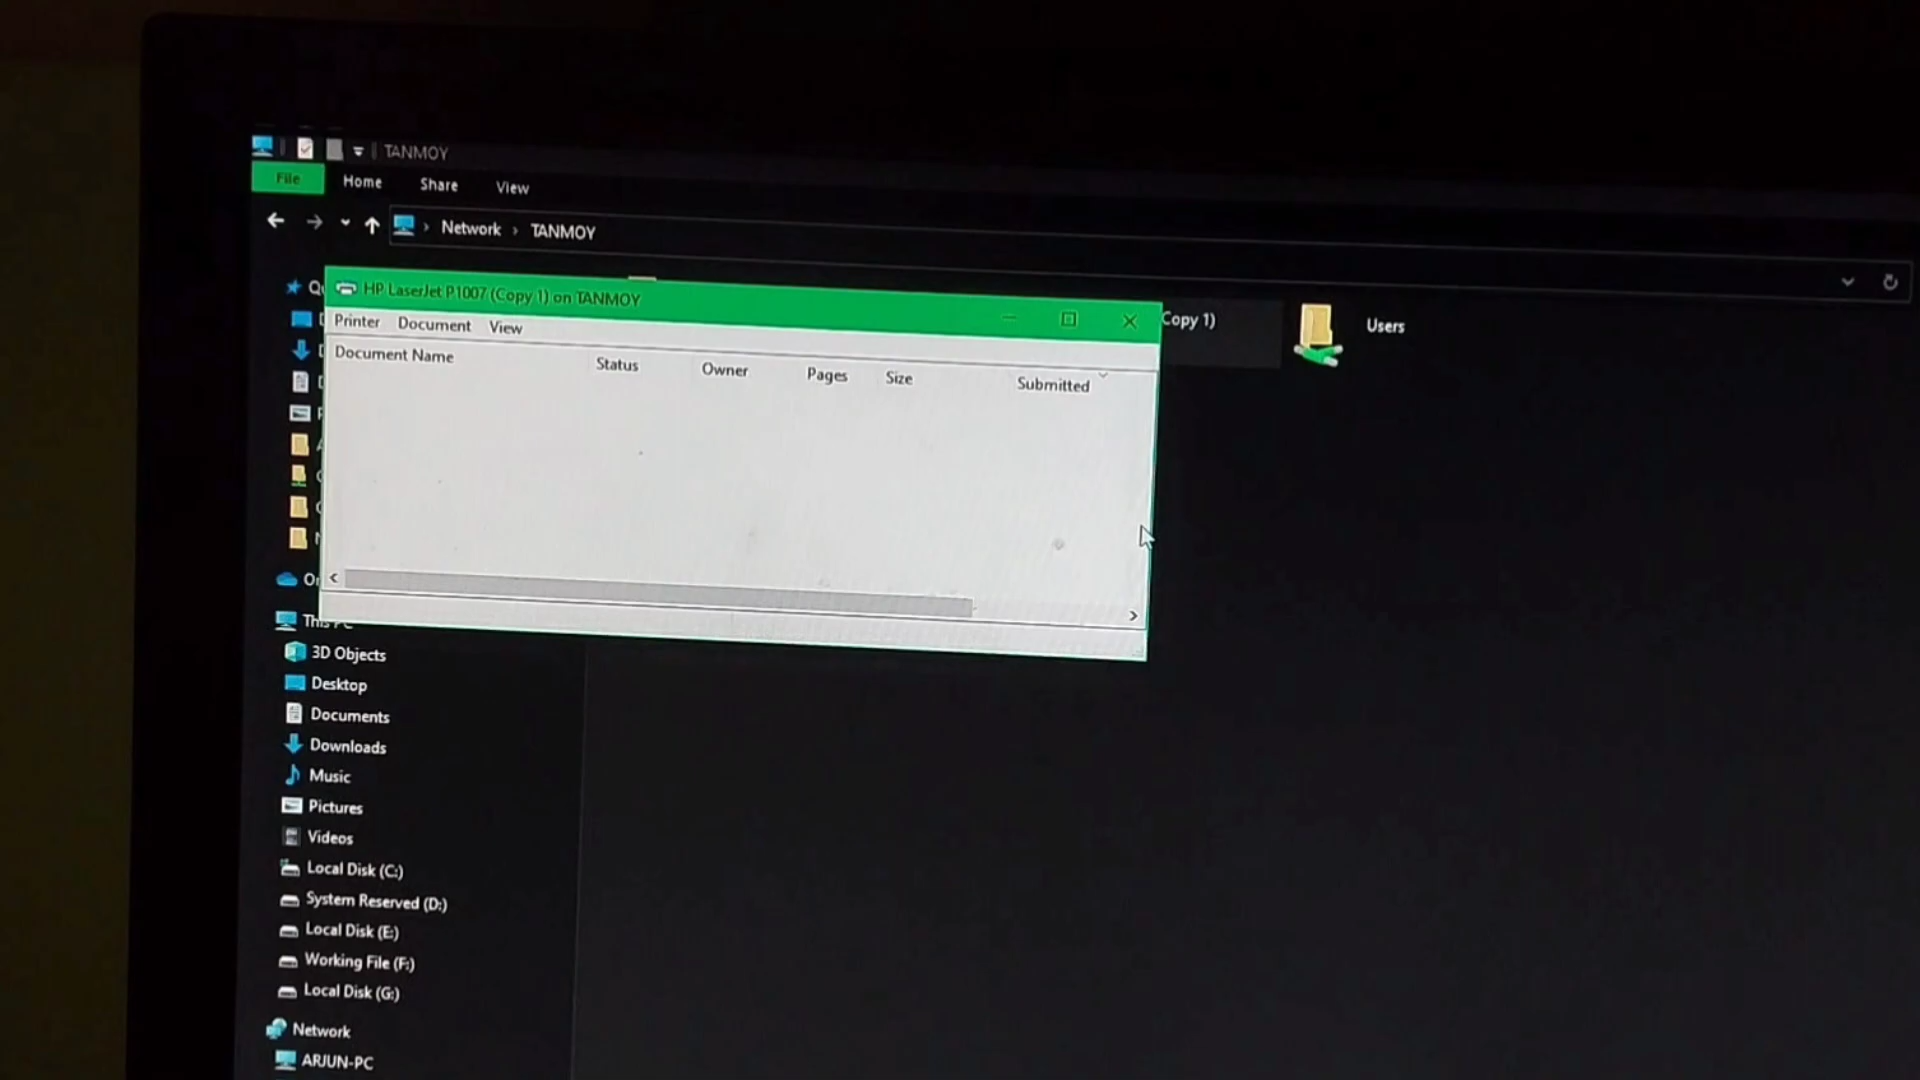 TANMOY
File Home Share View
Network › TANMOY
HP LaserJet P1007 (Copy 1) on TANMOY
Printer Document View
Document Name Status Owner Pages Size Submitted
Copy 1)
Users
This PC
3D Objects
Desktop
Documents
Downloads
Music
Pictures
Videos
Local Disk (C:)
System Reserved (D:)
Local Disk (E:)
Working File (F:)
Local Disk (G:)
Network
ARJUN-PC